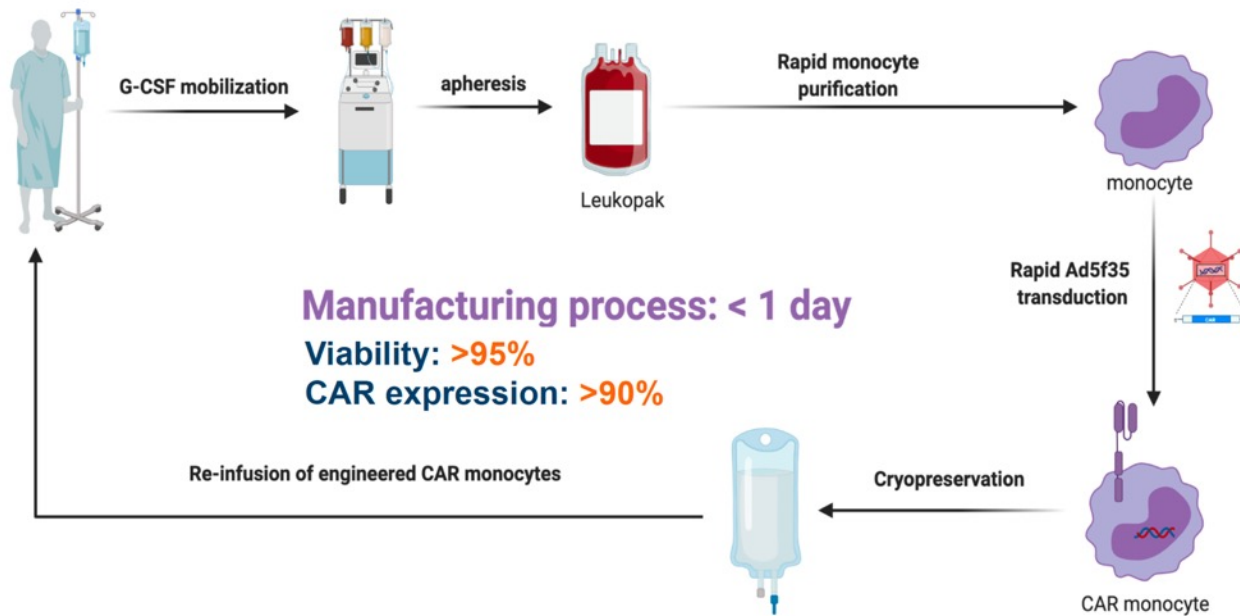 G-CSF mobilization
apheresis
Leukopak
Rapid monocyte
purification
monocyte
Rapid Ad5f35
transduction
CAR
Manufacturing process: < 1 day
Viability: >95%
CAR expression: >90%
Re-infusion of engineered CAR monocytes
Cryopreservation
CAR monocyte